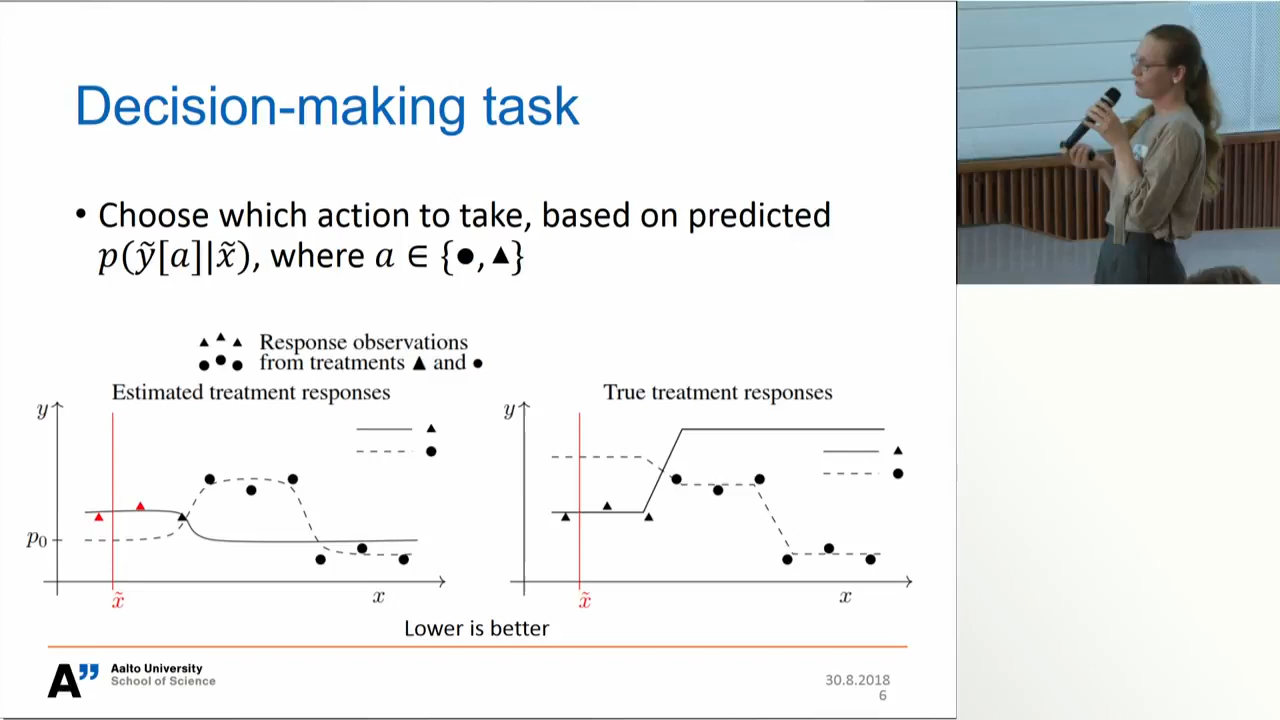 Decision-making task
• Choose which action to take, based on predicted
p(ỹ[a]|x̃), where a ∈ {●,▲}
▲ ▲ ▲ Response observations
● ● ● from treatments ▲ and ●
Estimated treatment responses
True treatment responses
y
▲
●
p₀
x̃
x
y
▲
●
x̃
x
Lower is better
A”
Aalto University
School of Science
30.8.2018
6